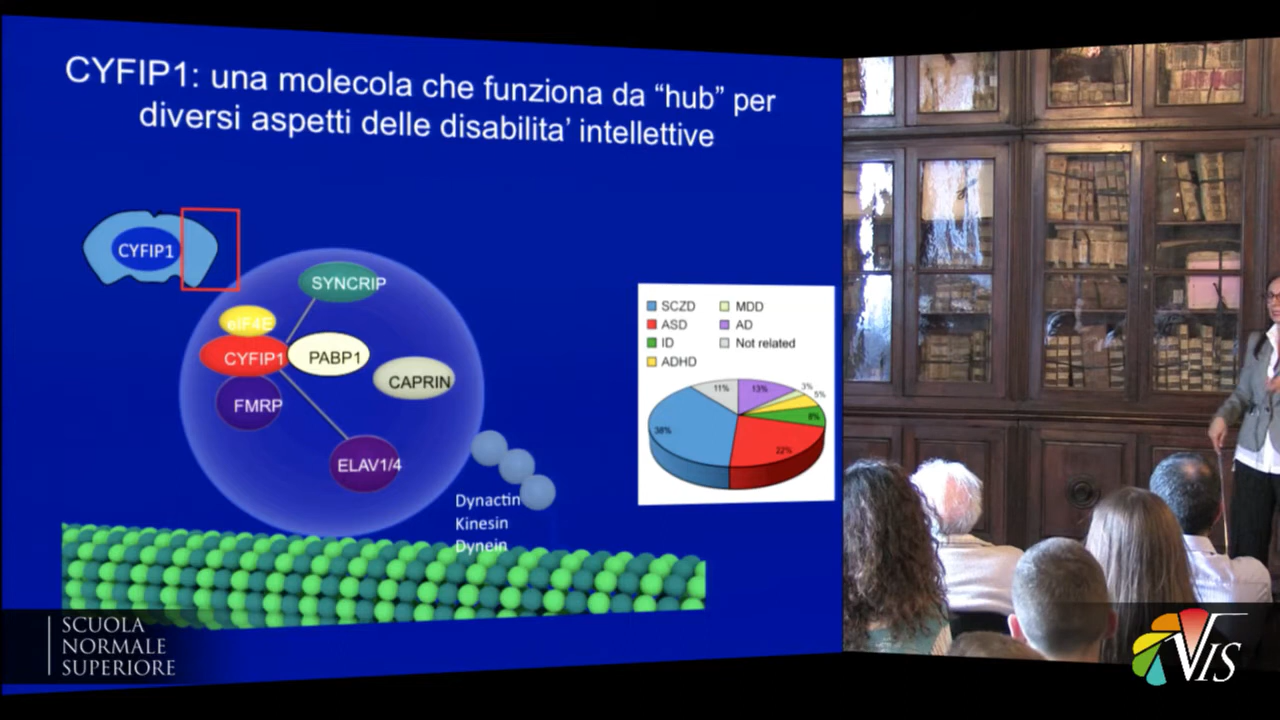 CYFIP1: una molecola che funziona da “hub” per
diversi aspetti delle disabilita’ intellettive
CYFIP1
SYNCRIP
eiF4E
CYFIP1
PABP1
CAPRIN
FMRP
ELAV1/4
Dynactin
Kinesin
Dynein
SCZD
MDD
ASD
AD
ID
Not related
ADHD
11%
13%
3%
5%
8%
22%
38%
SCUOLA
NORMALE
SUPERIORE
VIS